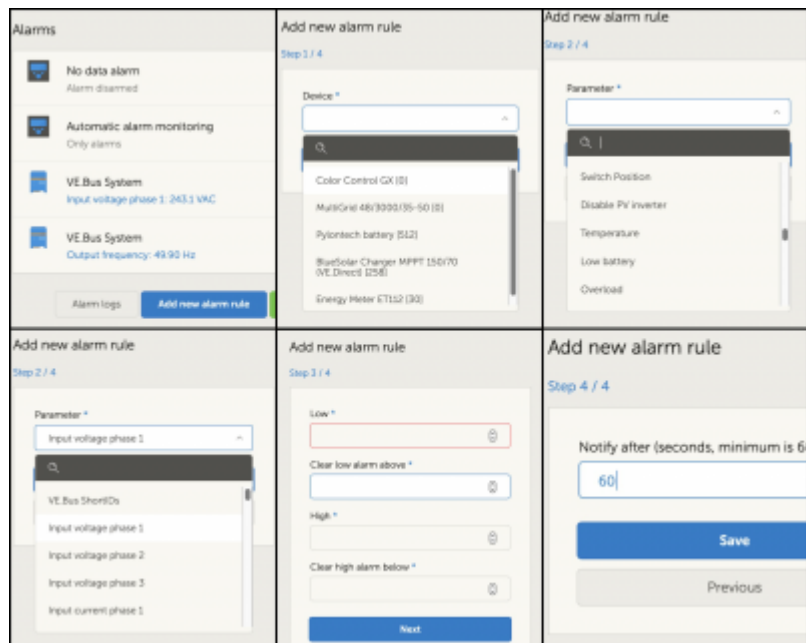 Alarms
No data alarm
Alarm disarmed
Automatic alarm monitoring
Only alarms
VE.Bus System
Input voltage phase 1: 243.1 VAC
VE.Bus System
Output frequency: 49.90 Hz
Alarm logs
Add new alarm rule
Add new alarm rule
Step 1 / 4
Device *
Color Control GX [0]
MultiGrid 48/3000/35-50 [0]
Pylontech battery [512]
BlueSolar Charger MPPT 150/70
(VE.Direct) [258]
Energy Meter ET112 [30]
Add new alarm rule
Step 2 / 4
Parameter *
Switch Position
Disable PV inverter
Temperature
Low battery
Overload
Add new alarm rule
Step 2 / 4
Parameter *
Input voltage phase 1
VE.Bus ShortIDs
Input voltage phase 1
Input voltage phase 2
Input voltage phase 3
Input current phase 1
Add new alarm rule
Step 3 / 4
Low *
Clear low alarm above *
High *
Clear high alarm below *
Next
Add new alarm rule
Step 4 / 4
Notify after (seconds, minimum is 6
60
Save
Previous